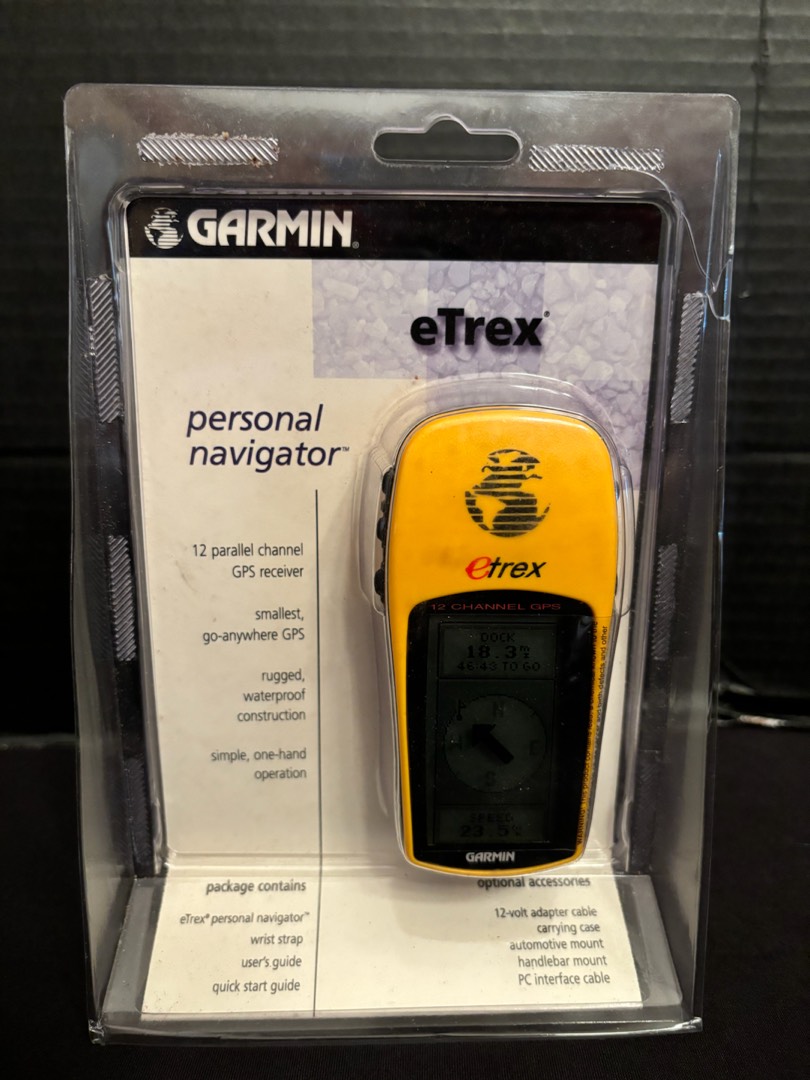 GARMIN®
eTrex®
personal
navigator™
12 parallel channel
GPS receiver
smallest,
go-anywhere GPS
rugged,
waterproof
construction
simple, one-hand
operation
etrex
12 CHANNEL GPS
DOCK
18.3
46:43 TO GO
N
S
SPEED
23.5
GARMIN
package contains
eTrex® personal navigator™
wrist strap
user's guide
quick start guide
optional accessories
12-volt adapter cable
carrying case
automotive mount
handlebar mount
PC interface cable